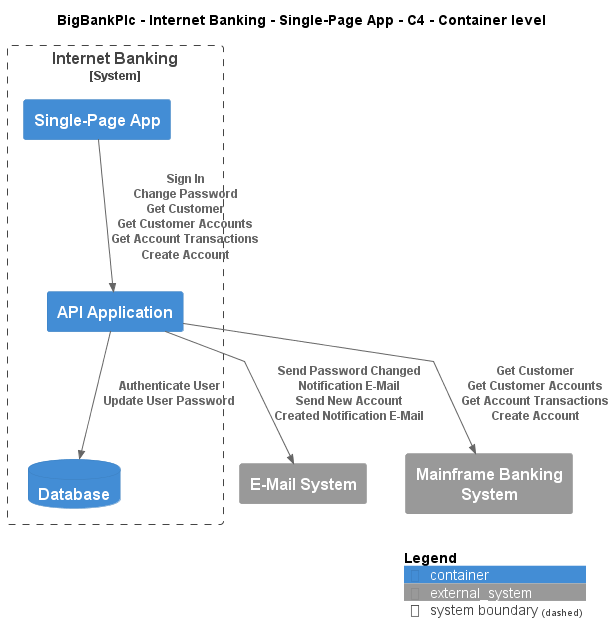 BigBankPlc - Internet Banking - Single-Page App - C4 - Container level
Internet Banking
[System]
Single-Page App
Sign In
Change Password
Get Customer
Get Customer Accounts
Get Account Transactions
Create Account
API Application
Authenticate User
Update User Password
Send Password Changed
Notification E-Mail
Send New Account
Created Notification E-Mail
Get Customer
Get Customer Accounts
Get Account Transactions
Create Account
Database
E-Mail System
Mainframe Banking
System
Legend
container
external_system
system boundary (dashed)